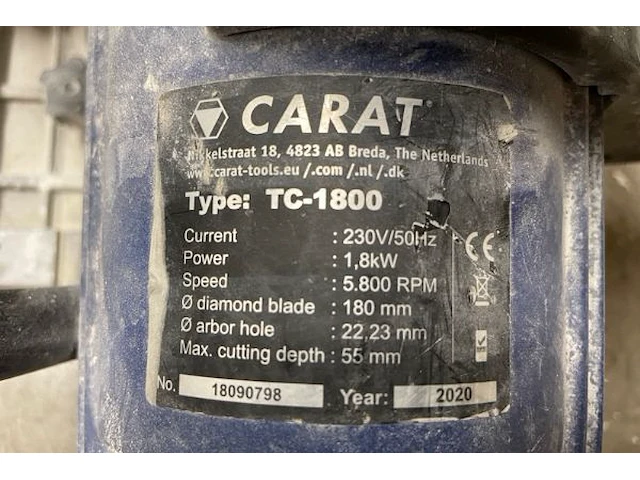 CARAT
Nikkelstraat 18, 4823 AB Breda, The Netherlands
www.carat-tools.eu /.com /.nl /.dk
Type: TC-1800
Current : 230V/50Hz
Power : 1,8kW
Speed : 5.800 RPM
Ø diamond blade : 180 mm
Ø arbor hole : 22,23 mm
Max. cutting depth : 55 mm
CE
No. 18090798 Year: 2020